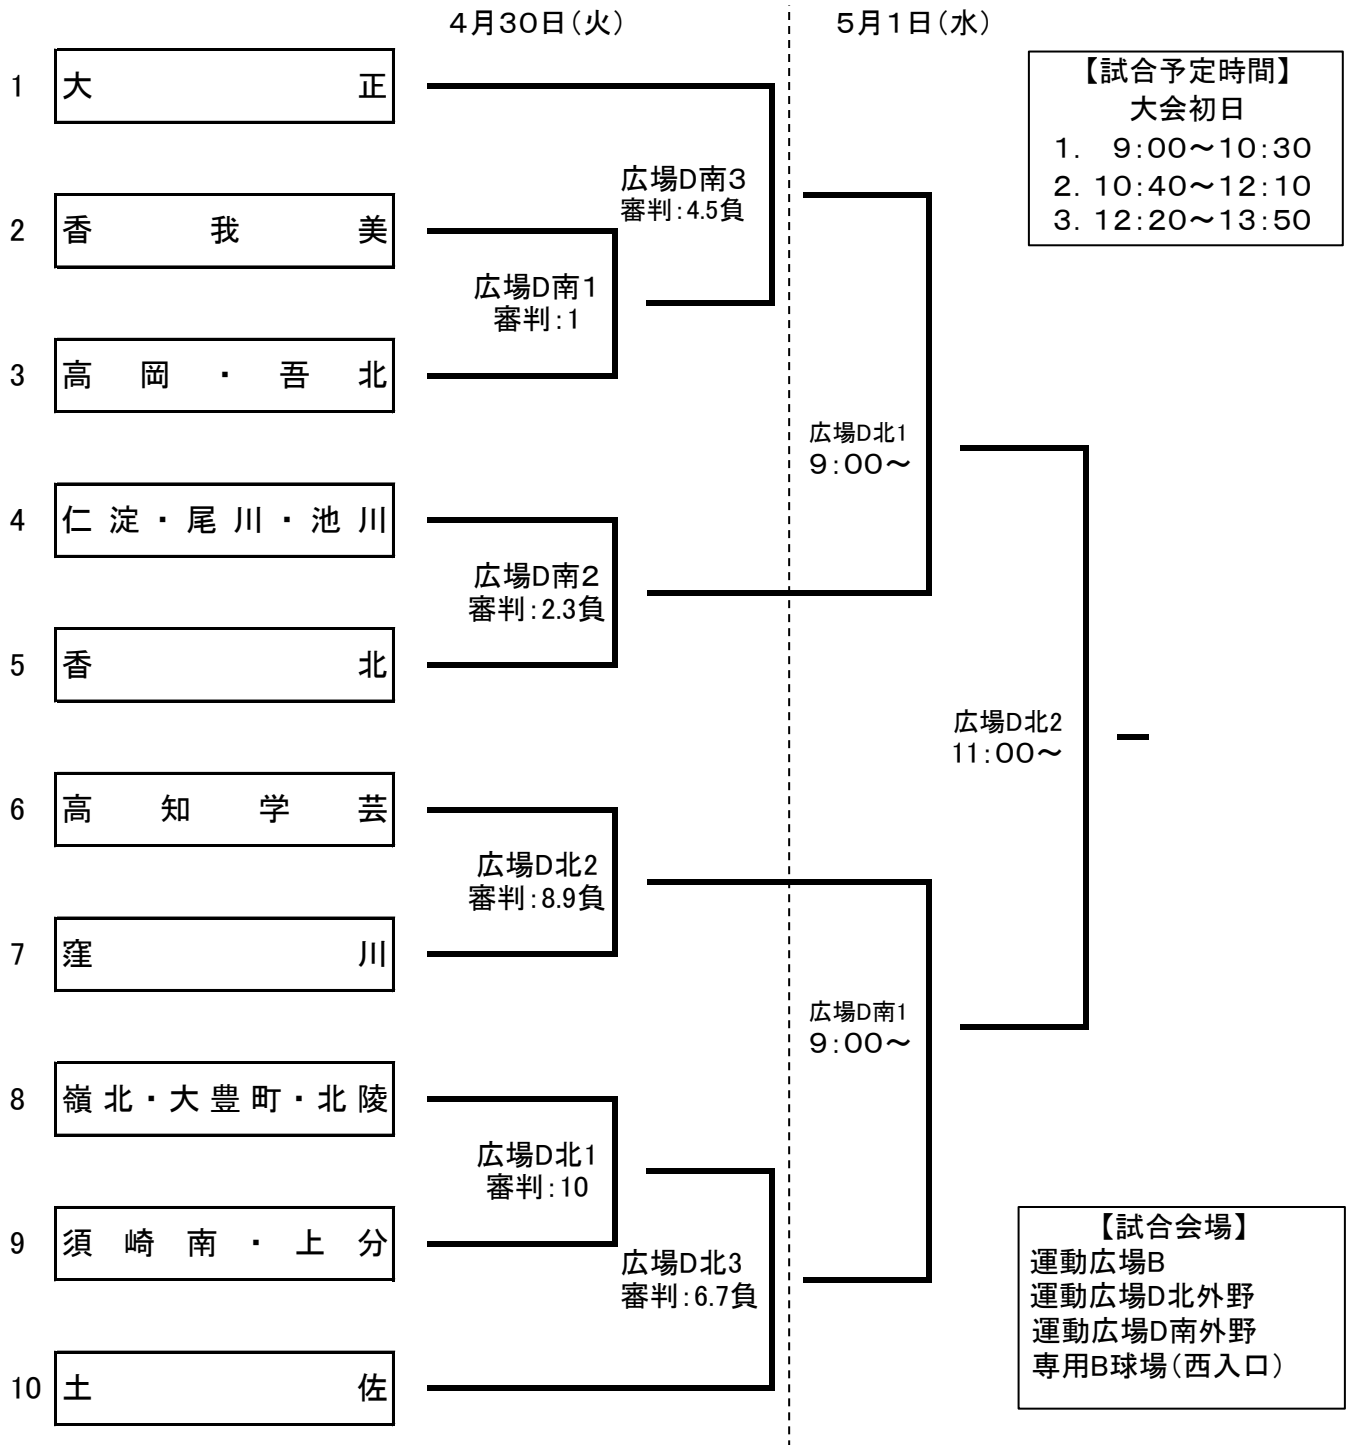 4月30日(火)
5月1日(水)
【試合予定時間】
大会初日
1. 9:00～10:30
2. 10:40～12:10
3. 12:20～13:50
1 大正
広場D南3
審判:4.5負
2 香我美
広場D南1
審判:1
3 高岡・吾北
広場D北1
9:00～
4 仁淀・尾川・池川
広場D南2
審判:2.3負
5 香北
広場D北2
11:00～
6 高知学芸
広場D北2
審判:8.9負
7 窪川
広場D南1
9:00～
8 嶺北・大豊町・北陵
広場D北1
審判:10
9 須崎南・上分
広場D北3
審判:6.7負
10 土佐
【試合会場】
運動広場B
運動広場D北外野
運動広場D南外野
専用B球場(西入口)